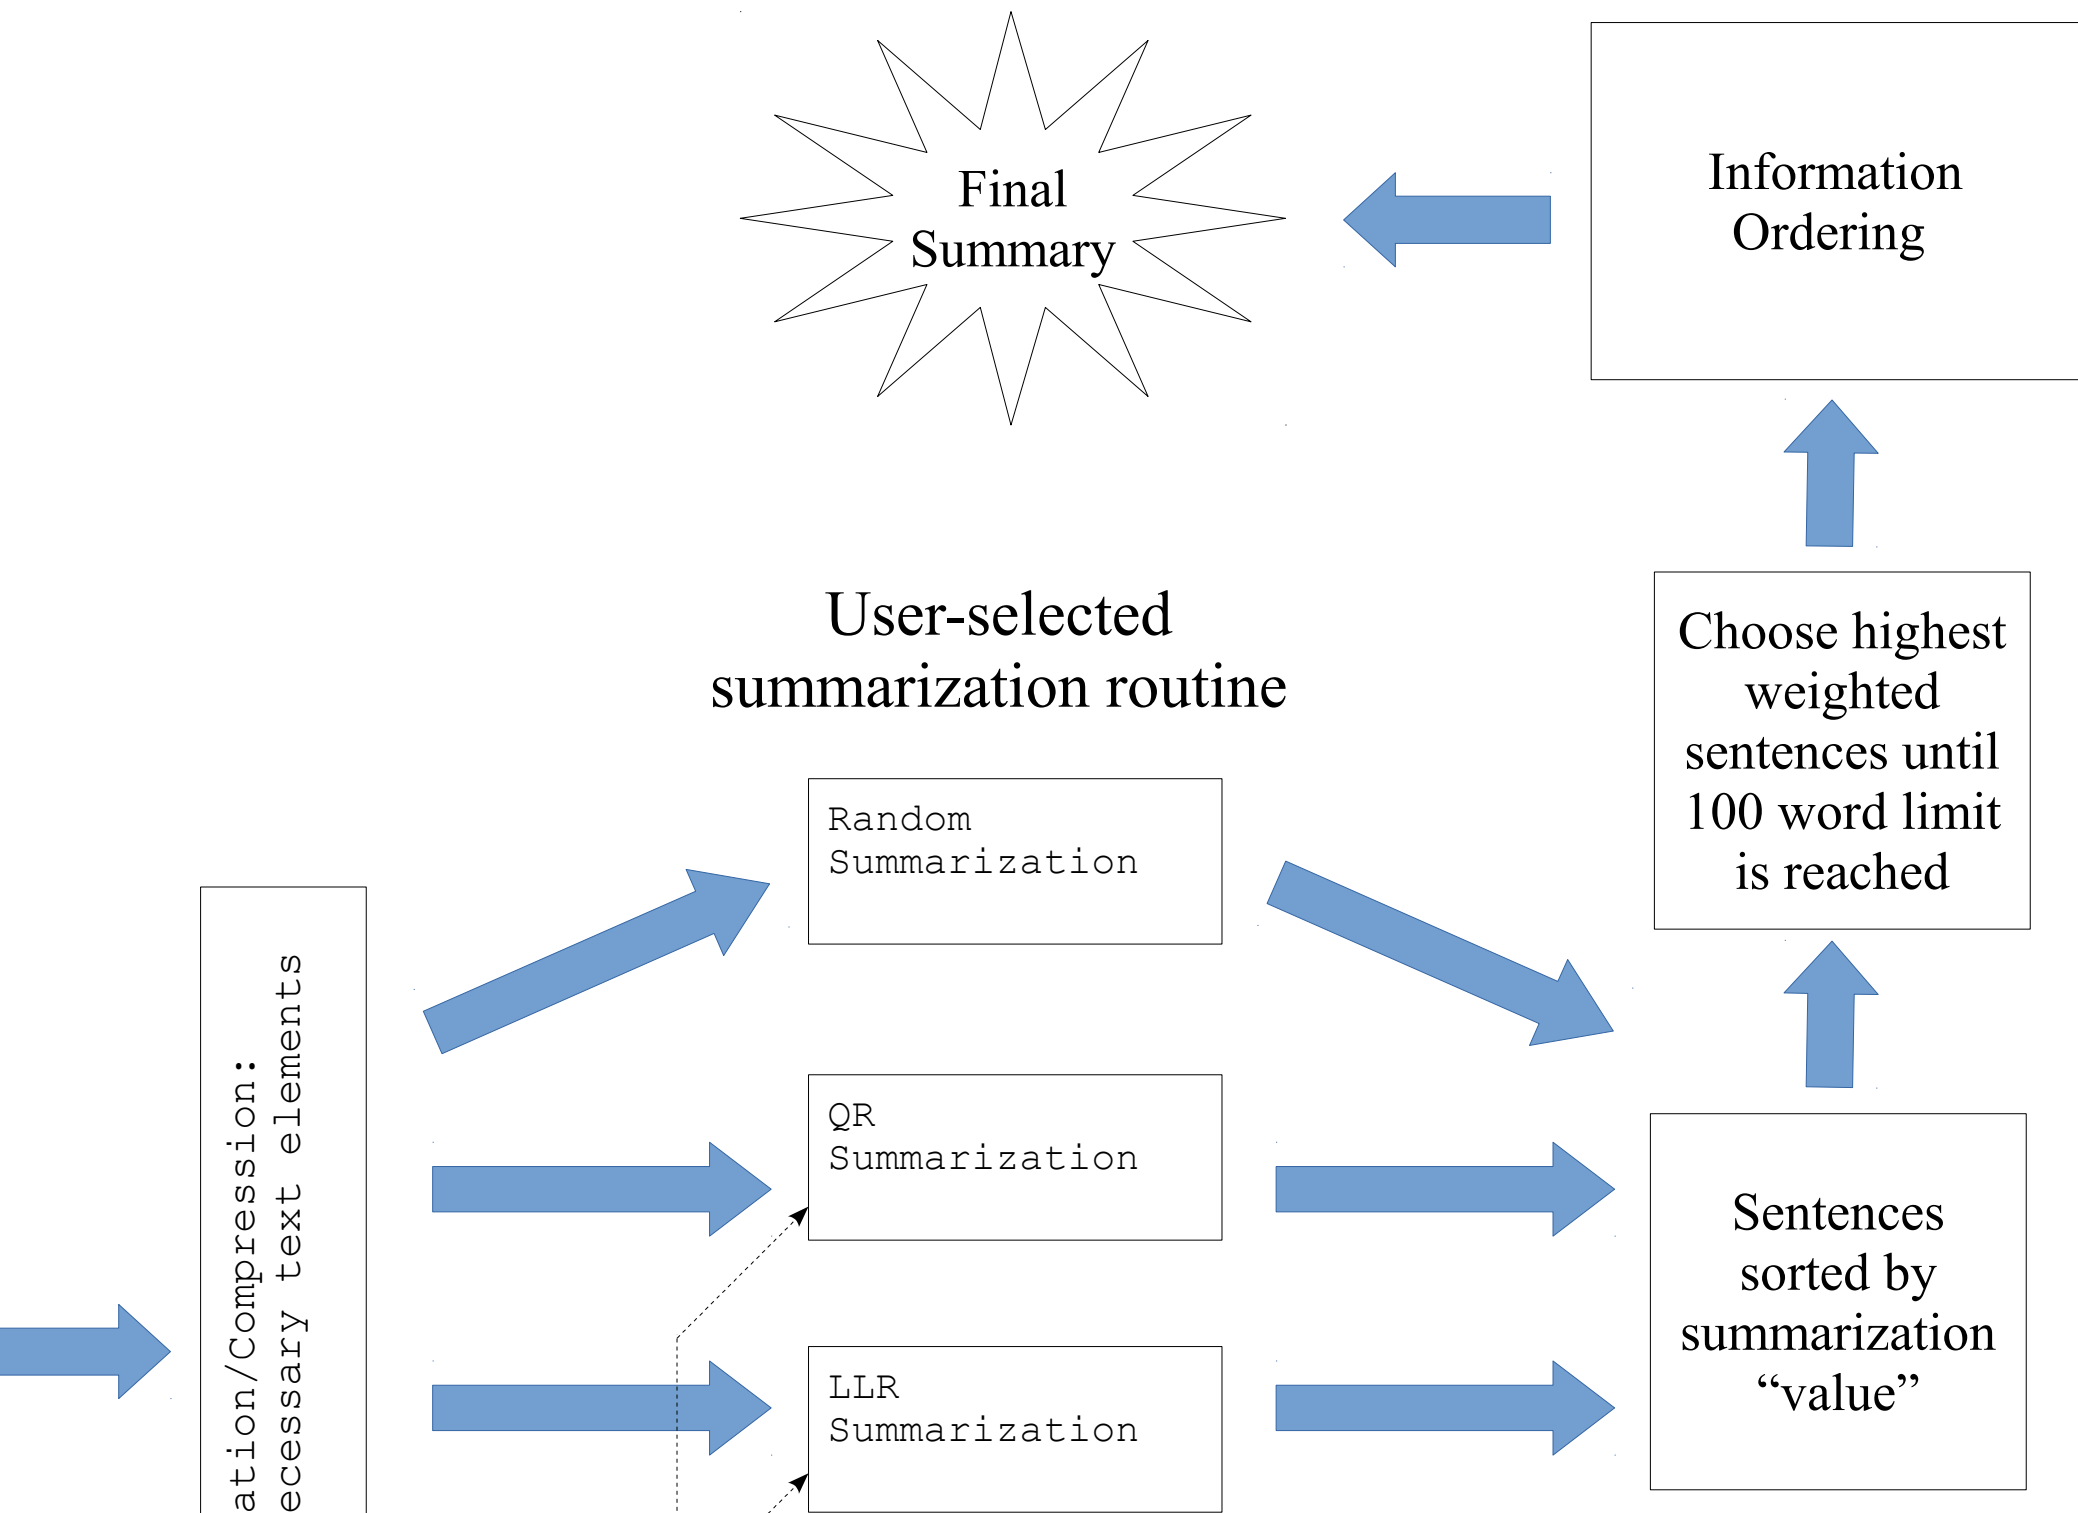 Final
Summary
Information
Ordering
User-selected
summarization routine
Choose highest
weighted
sentences until
100 word limit
is reached
Random
Summarization
QR
Summarization
LLR
Summarization
Sentences
sorted by
summarization
“value”
ation/Compression:
ecessary text elements